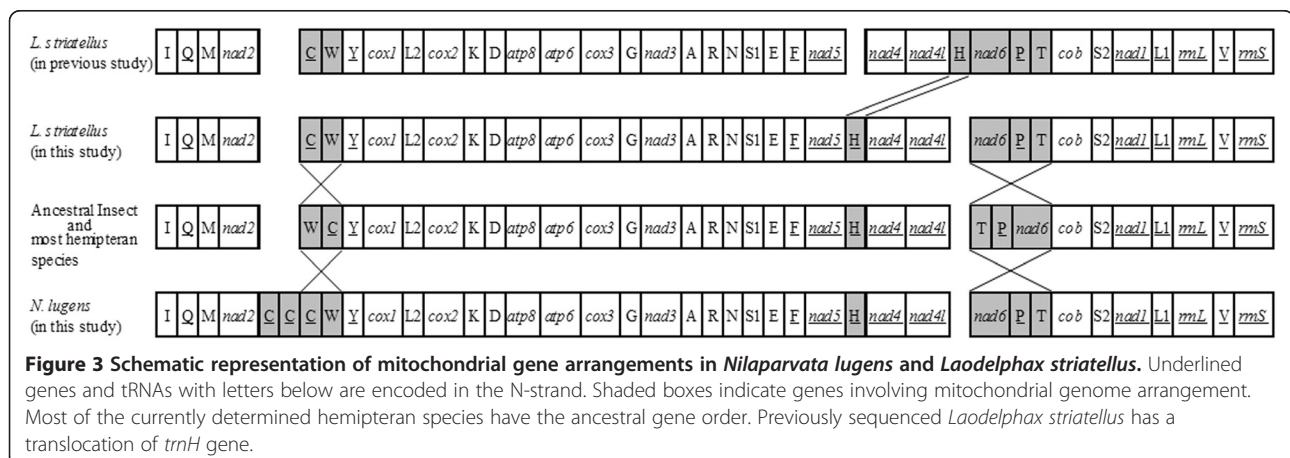 L. striatellus (in previous study) I Q M nad2 C W Y cox1 L2 cox2 K D atp8 atp6 cox3 G nad3 A R N S1 E F nad5 nad4 nad4l H nad6 P T cob S2 nad1 L1 rrnL V rrnS
L. striatellus (in this study) I Q M nad2 C W Y cox1 L2 cox2 K D atp8 atp6 cox3 G nad3 A R N S1 E F nad5 H nad4 nad4l nad6 P T cob S2 nad1 L1 rrnL V rrnS
Ancestral Insect and most hemipteran species I Q M nad2 W C Y cox1 L2 cox2 K D atp8 atp6 cox3 G nad3 A R N S1 E F nad5 H nad4 nad4l T P nad6 cob S2 nad1 L1 rrnL V rrnS
N. lugens (in this study) I Q M nad2 C C C W Y cox1 L2 cox2 K D atp8 atp6 cox3 G nad3 A R N S1 E F nad5 H nad4 nad4l nad6 P T cob S2 nad1 L1 rrnL V rrnS
Figure 3 Schematic representation of mitochondrial gene arrangements in Nilaparvata lugens and Laodelphax striatellus. Underlined
genes and tRNAs with letters below are encoded in the N-strand. Shaded boxes indicate genes involving mitochondrial genome arrangement.
Most of the currently determined hemipteran species have the ancestral gene order. Previously sequenced Laodelphax striatellus has a
translocation of trnH gene.